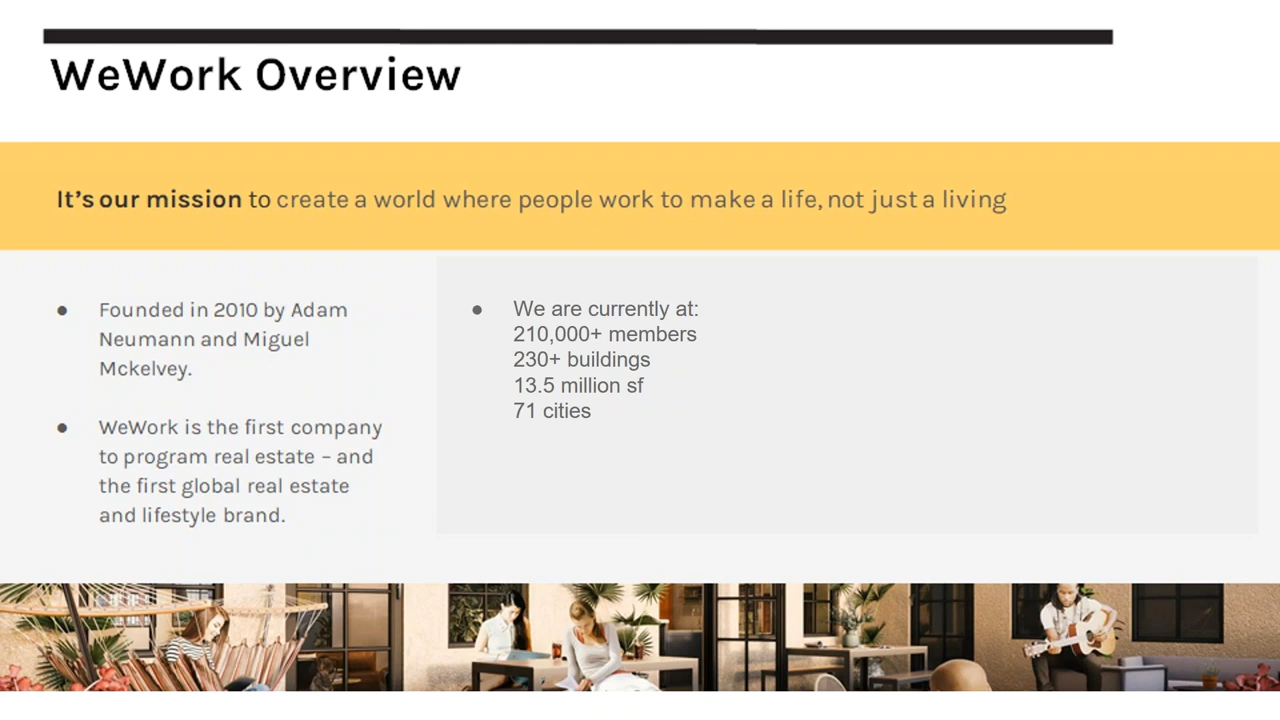 WeWork Overview
It's our mission to create a world where people work to make a life, not just a living
● Founded in 2010 by Adam
Neumann and Miguel
Mckelvey.
● WeWork is the first company
to program real estate – and
the first global real estate
and lifestyle brand.
● We are currently at:
210,000+ members
230+ buildings
13.5 million sf
71 cities